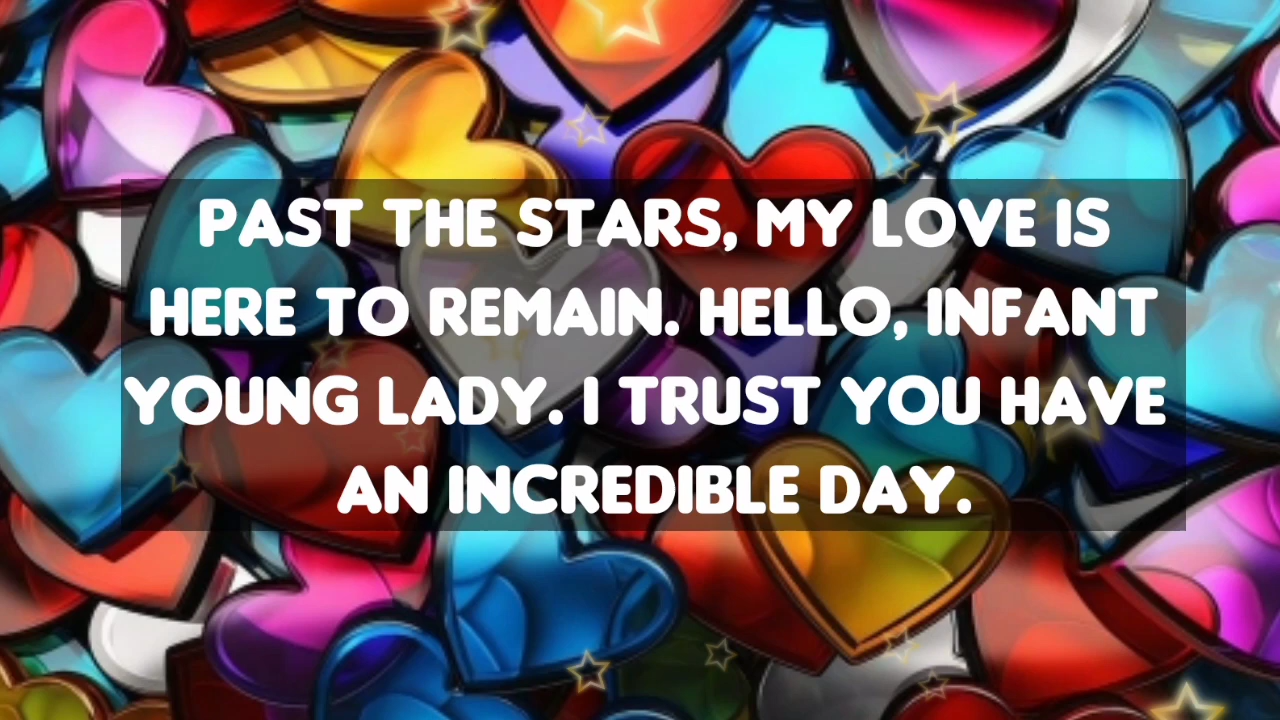 PAST THE STARS, MY LOVE IS
HERE TO REMAIN. HELLO, INFANT
YOUNG LADY. I TRUST YOU HAVE
AN INCREDIBLE DAY.